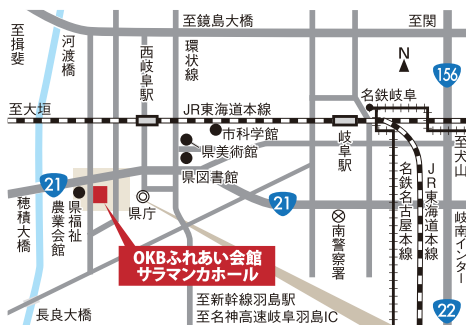 至鏡島大橋
至関
至揖斐
河渡橋
西岐阜駅
環状線
N
156
名鉄岐阜
至大垣
JR東海道本線
市科学館
県美術館
県図書館
岐阜駅
至犬山
21
穂積大橋
県福祉
農業会館
県庁
21
南警察署
名鉄名古屋本線
JR東海道本線
岐南インター
OKBふれあい会館
サラマンカホール
至新幹線羽島駅
至名神高速岐阜羽島IC
長良大橋
22